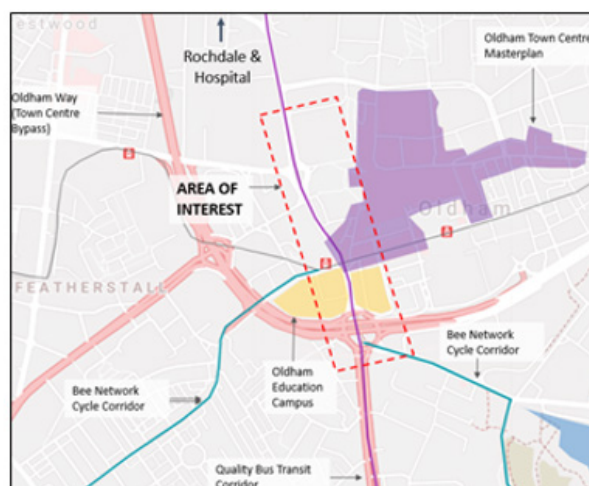 estwood
Rochdale &
Hospital
Oldham Town Centre
Masterplan
Oldham Way
(Town Centre
Bypass)
AREA OF
INTEREST
Oldham
FEATHERSTALL
Bee Network
Cycle Corridor
Oldham
Education
Campus
Bee Network
Cycle Corridor
Quality Bus Transit
Corridor